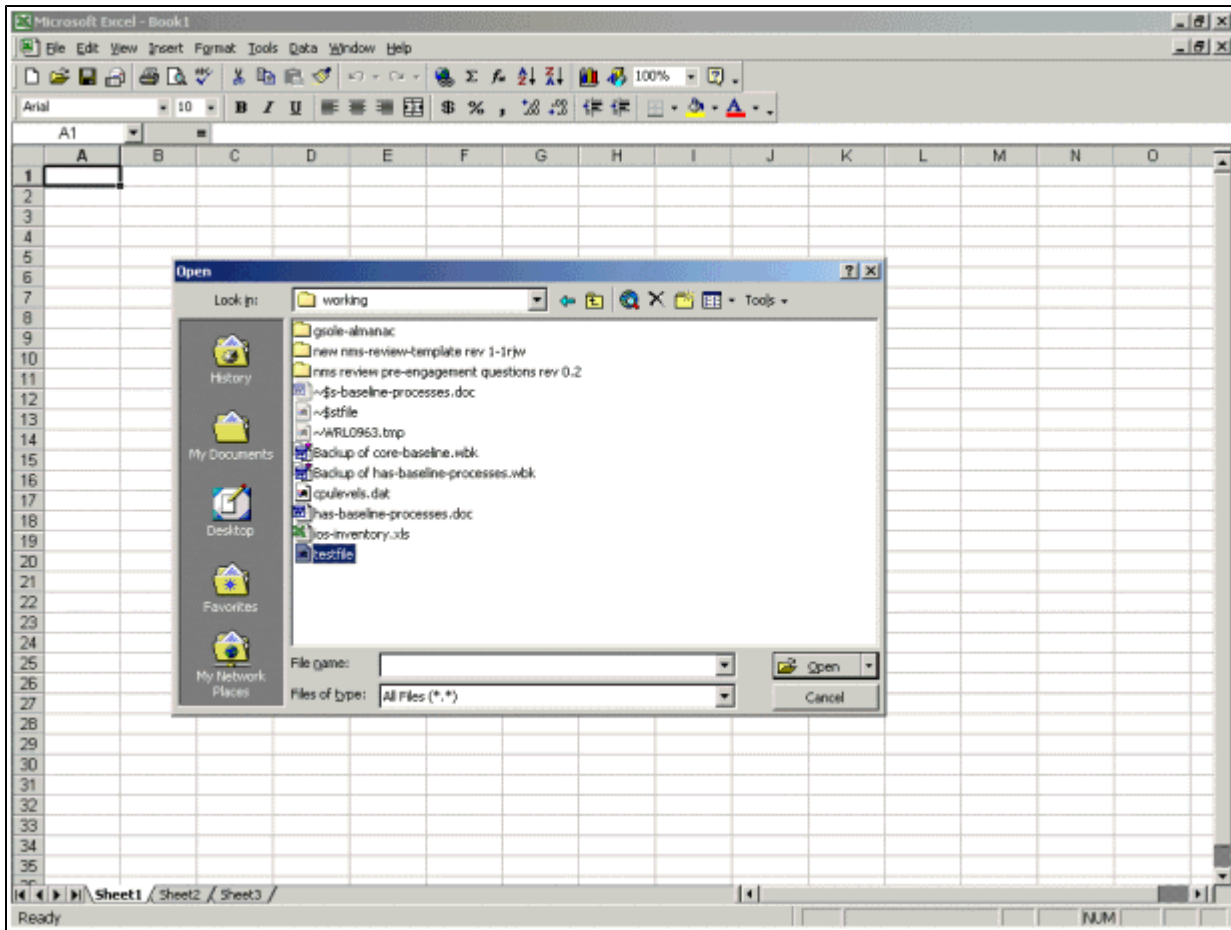 Microsoft Excel - Book1
File Edit View Insert Format Tools Data Window Help
100%
Arial 10 B I U $ % ,
A1 =
A B C D E F G H I J K L M N O
1
2
3
4
5
6
7
8
9
10
11
12
13
14
15
16
17
18
19
20
21
22
23
24
25
26
27
28
29
30
31
32
33
34
35
Open
Look in: working Tools
History
My Documents
Desktop
Favorites
My Network Places
gsole-almanac
new nms-review-template rev 1-1rjw
nms review pre-engagement questions rev 0.2
~$s-baseline-processes.doc
~$stfile
~WRL0963.tmp
Backup of core-baseline.wbk
Backup of has-baseline-processes.wbk
cpulevels.dat
has-baseline-processes.doc
ios-inventory.xls
testfile
File name: Open
Files of type: All Files (*.*) Cancel
Sheet1 Sheet2 Sheet3
Ready NUM